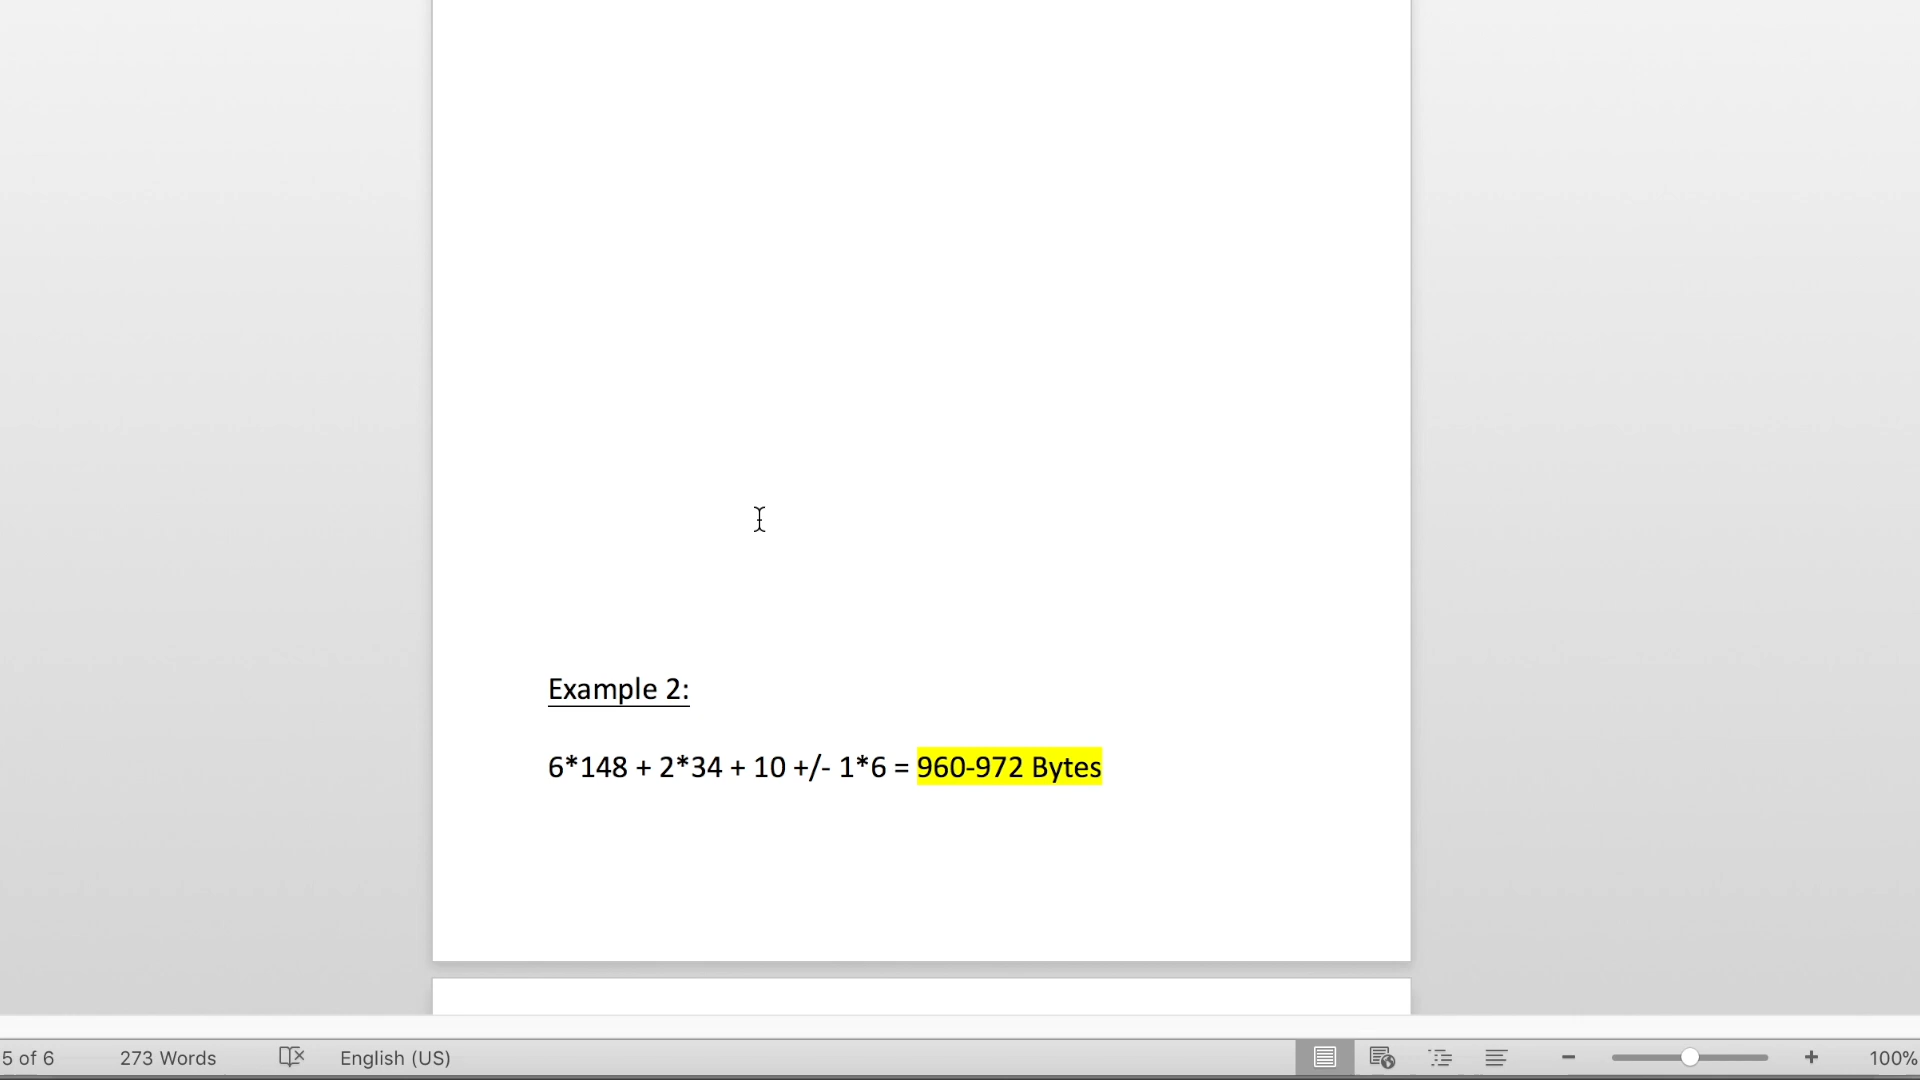 Example 2:
6*148 + 2*34 + 10 +/- 1*6 = 960-972 Bytes
5 of 6
273 Words
English (US)
100%